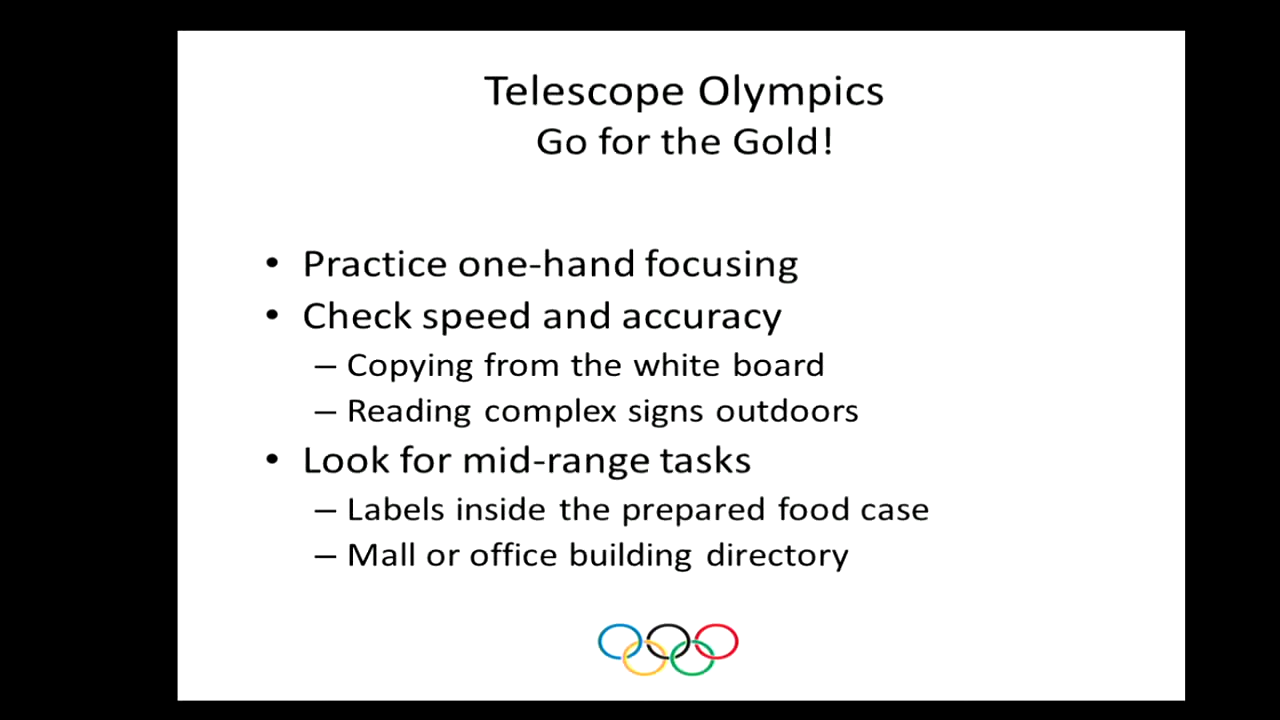 Telescope Olympics
Go for the Gold!
• Practice one-hand focusing
• Check speed and accuracy
– Copying from the white board
– Reading complex signs outdoors
• Look for mid-range tasks
– Labels inside the prepared food case
– Mall or office building directory